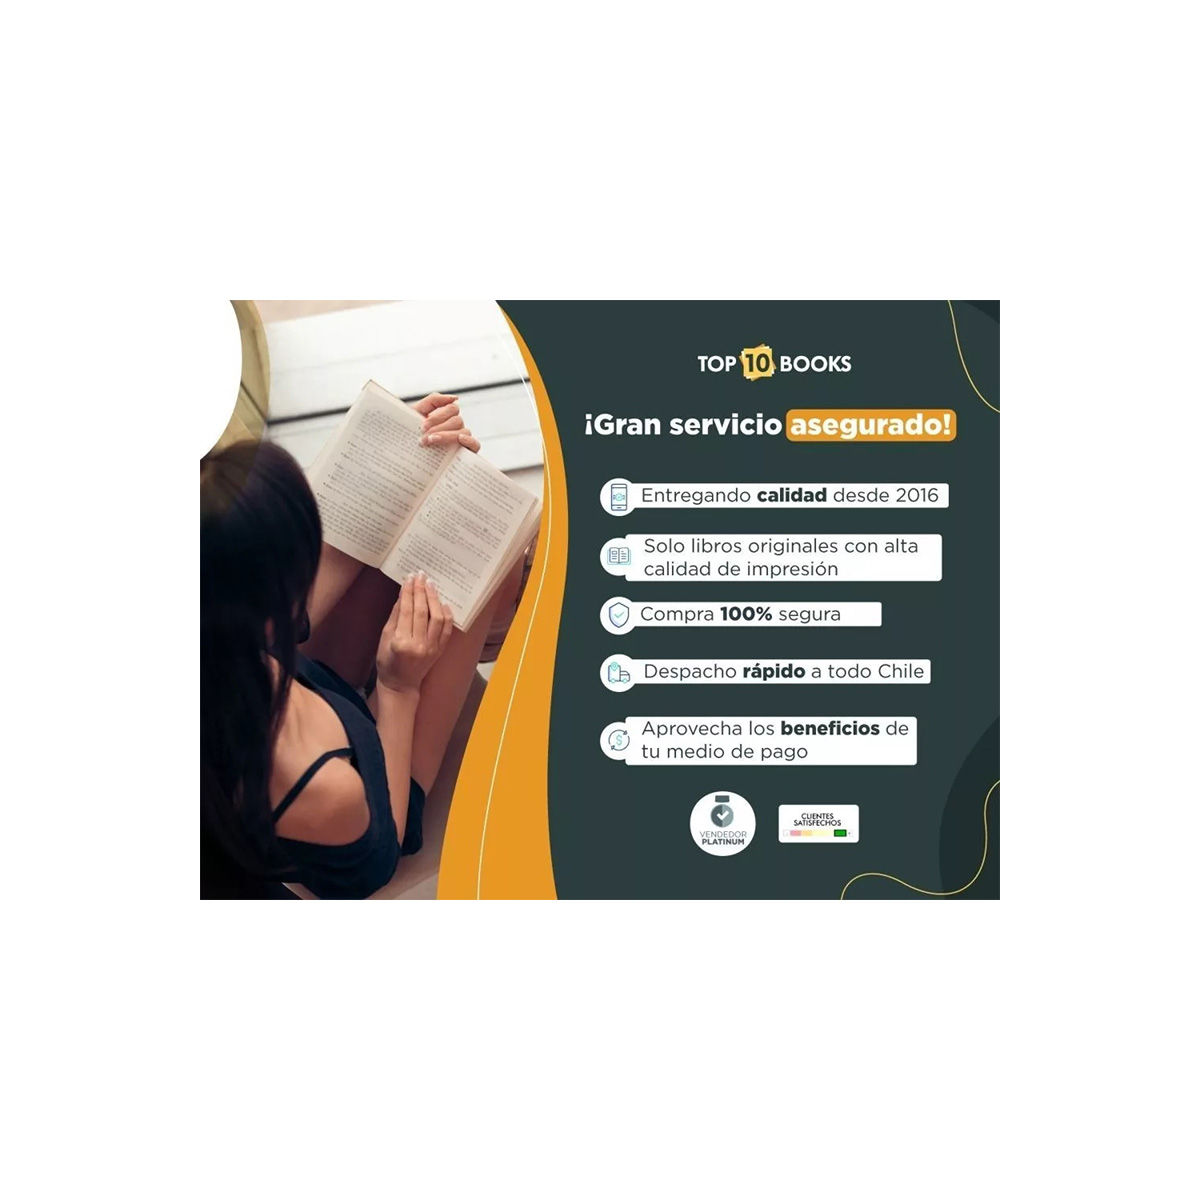 TOP 10 BOOKS
¡Gran servicio asegurado!
Entregando calidad desde 2016
Solo libros originales con alta
calidad de impresión
Compra 100% segura
Despacho rápido a todo Chile
Aprovecha los beneficios de
tu medio de pago
VENDEDOR
PLATINUM
CLIENTES
SATISFECHOS